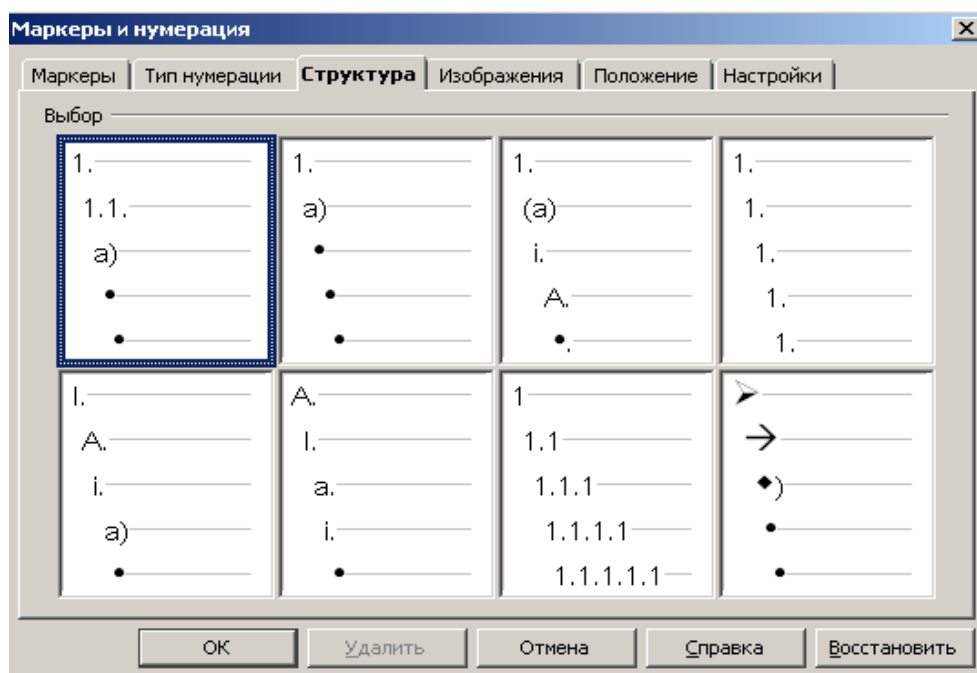 Маркеры и нумерация
Маркеры Тип нумерации Структура Изображения Положение Настройки
Выбор
1. 1. 1. 1.
1.1. a) (a) 1.
a) • i. 1.
• • A. 1.
• • •. 1.
I. A. 1 ➢
A. I. 1.1 →
i. a. 1.1.1 ◆)
a) i. 1.1.1.1 •
• • 1.1.1.1.1 •
ОК Удалить Отмена Справка Восстановить